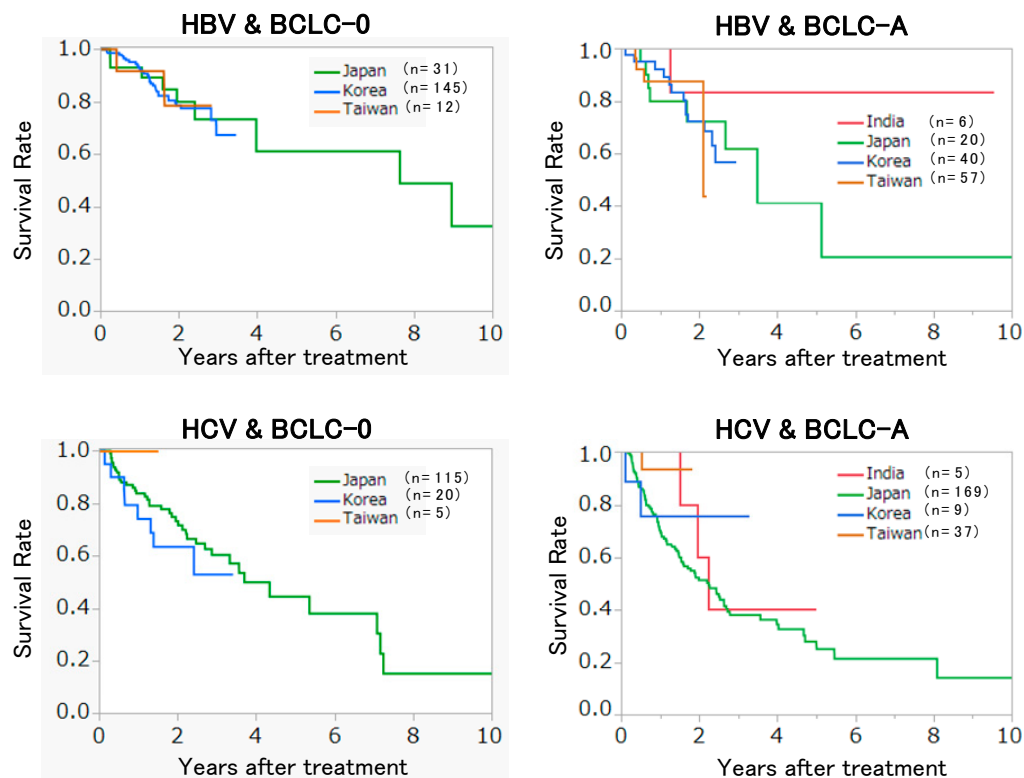 HBV & BCLC-0
1.0
0.8
0.6
0.4
0.2
0.0
Survival Rate
Japan (n=31)
Korea (n=145)
Taiwan (n=12)
0 2 4 6 8 10
Years after treatment
HBV & BCLC-A
1.0
0.8
0.6
0.4
0.2
0.0
Survival Rate
India (n=6)
Japan (n=20)
Korea (n=40)
Taiwan (n=57)
0 2 4 6 8 10
Years after treatment
HCV & BCLC-0
1.0
0.8
0.6
0.4
0.2
0.0
Survival Rate
Japan (n=115)
Korea (n=20)
Taiwan (n=5)
0 2 4 6 8 10
Years after treatment
HCV & BCLC-A
1.0
0.8
0.6
0.4
0.2
0.0
Survival Rate
India (n=5)
Japan (n=169)
Korea (n=9)
Taiwan (n=37)
0 2 4 6 8 10
Years after treatment